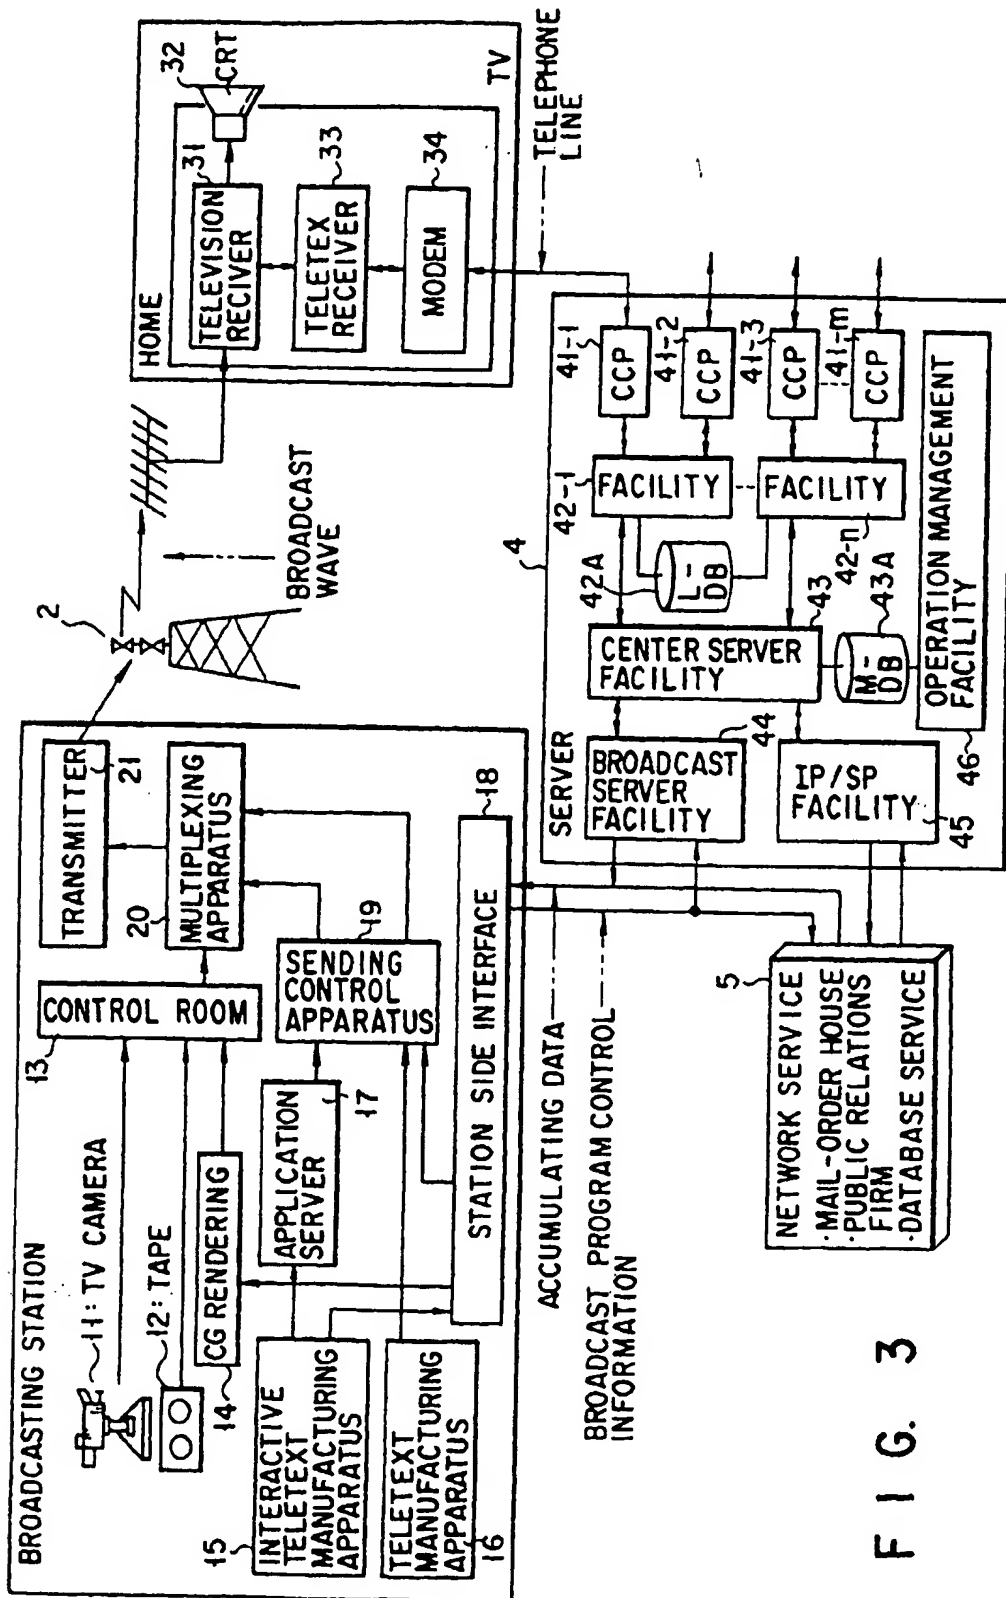 BROADCASTING STATION
11: TV CAMERA
12: TAPE
13
CONTROL ROOM
TRANSMITTER
21
20
MULTIPLEXING
APPARATUS
CG RENDERING
14
15
INTERACTIVE
TELETEXT
MANUFACTURING
APPARATUS
APPLICATION
SERVER
17
19
SENDING
CONTROL
APPARATUS
TELETEXT
MANUFACTURING
APPARATUS
16
STATION SIDE INTERFACE
18
2
BROADCAST
WAVE
HOME
TELEVISION
RECIVER
31
32
CRT
TELETEX
RECEIVER
33
MODEM
34
TV
TELEPHONE
LINE
ACCUMULATING DATA
BROADCAST PROGRAM CONTROL
INFORMATION
SERVER
4
BROADCAST
SERVER
FACILITY
44
CENTER SERVER
FACILITY
43
42A
L-
DB
42-1
FACILITY
41-1
CCP
41-2
CCP
41-3
CCP
41-m
CCP
FACILITY
42-n
IP/SP
FACILITY
45
M-
DB
43A
46
OPERATION MANAGEMENT
FACILITY
5
NETWORK SERVICE
·MAIL-ORDER HOUSE
·PUBLIC RELATIONS
FIRM
·DATABASE SERVICE
FIG. 3